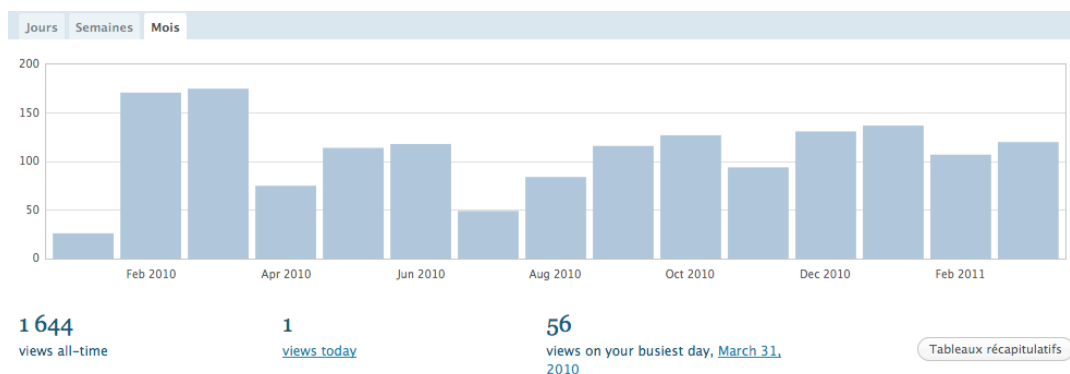 Jours Semaines Mois
200
150
100
50
0
Feb 2010 Apr 2010 Jun 2010 Aug 2010 Oct 2010 Dec 2010 Feb 2011
1 644 1 56
views all-time views today views on your busiest day, March 31,
2010
Tableaux récapitulatifs